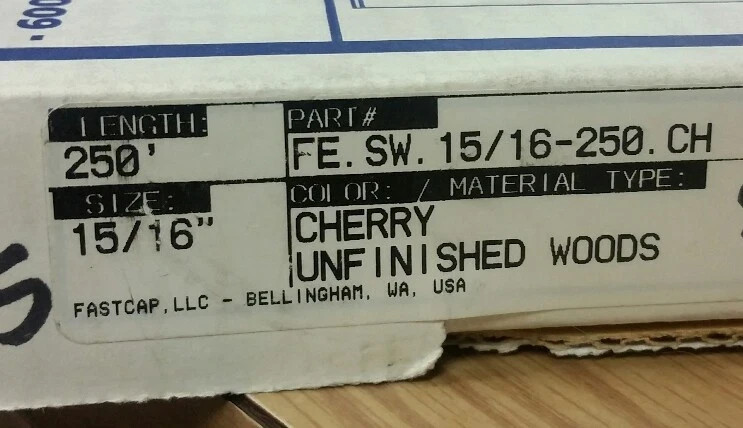 600-
LENGTH: PART#
250' FE.SW.15/16-250.CH
SIZE: COLOR: / MATERIAL TYPE:
15/16" CHERRY
UNFINISHED WOODS
FASTCAP,LLC - BELLINGHAM, WA, USA